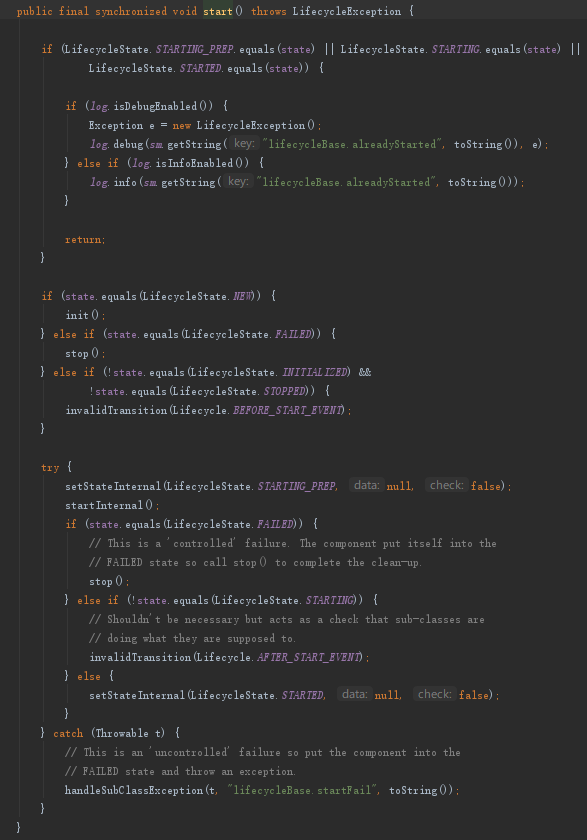 public final synchronized void start() throws LifecycleException {
if (LifecycleState.STARTING_PREP.equals(state) || LifecycleState.STARTING.equals(state) ||
LifecycleState.STARTED.equals(state)) {
if (log.isDebugEnabled()) {
Exception e = new LifecycleException();
log.debug(sm.getString( key: "lifecycleBase.alreadyStarted", toString()), e);
} else if (log.isInfoEnabled()) {
log.info(sm.getString( key: "lifecycleBase.alreadyStarted", toString()));
}
return;
}
if (state.equals(LifecycleState.NEW)) {
init();
} else if (state.equals(LifecycleState.FAILED)) {
stop();
} else if (!state.equals(LifecycleState.INITIALIZED) &&
!state.equals(LifecycleState.STOPPED)) {
invalidTransition(Lifecycle.BEFORE_START_EVENT);
}
try {
setStateInternal(LifecycleState.STARTING_PREP, data: null, check: false);
startInternal();
if (state.equals(LifecycleState.FAILED)) {
// This is a 'controlled' failure. The component put itself into the
// FAILED state so call stop() to complete the clean-up.
stop();
} else if (!state.equals(LifecycleState.STARTING)) {
// Shouldn't be necessary but acts as a check that sub-classes are
// doing what they are supposed to.
invalidTransition(Lifecycle.AFTER_START_EVENT);
} else {
setStateInternal(LifecycleState.STARTED, data: null, check: false);
}
} catch (Throwable t) {
// This is an 'uncontrolled' failure so put the component into the
// FAILED state and throw an exception.
handleSubClassException(t, "lifecycleBase.startFail", toString());
}
}